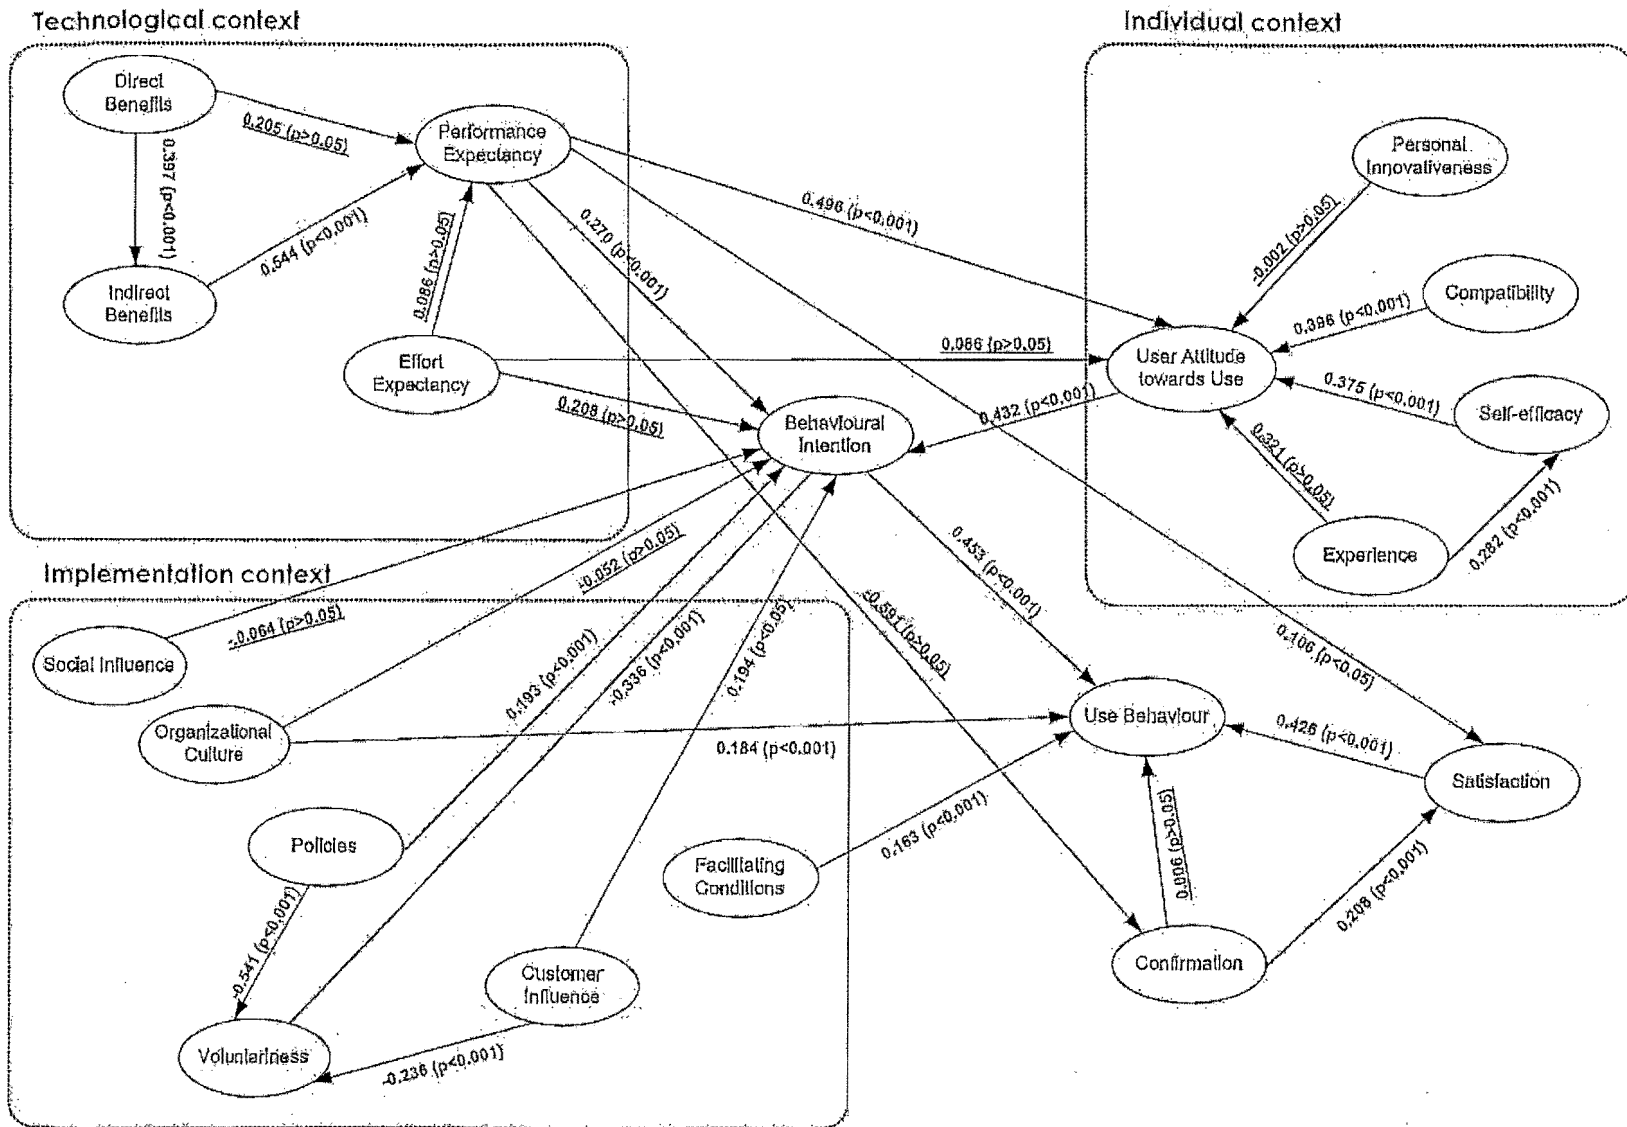 Technological context
Individual context
Direct
Benefits
0.205 (p>0.05)
0.397 (p<0.001)
Performance
Expectancy
0.544 (p<0.001)
Indirect
Benefits
0.086 (p>0.05)
Effort
Expectancy
0.270 (p<0.001)
0.496 (p<0.001)
0.086 (p>0.05)
0.208 (p>0.05)
Personal
Innovativeness
-0.002 (p>0.05)
Compatibility
0.396 (p<0.001)
User Attitude
towards Use
0.375 (p<0.001)
Self-efficacy
0.432 (p<0.001)
Behavioural
Intention
0.321 (p>0.05)
0.282 (p<0.001)
Experience
Implementation context
-0.052 (p>0.05)
-0.064 (p>0.05)
Social Influence
0.453 (p<0.001)
-0.591 (p>0.05)
0.193 (p<0.001)
-0.336 (p<0.001)
0.194 (p<0.05)
0.106 (p<0.05)
Organizational
Culture
0.184 (p<0.001)
Use Behaviour
0.426 (p<0.001)
Satisfaction
Policies
Facilitating
Conditions
0.163 (p<0.001)
0.006 (p>0.05)
0.208 (p<0.001)
-0.541 (p<0.001)
Customer
Influence
Confirmation
Voluntariness
-0.236 (p<0.001)